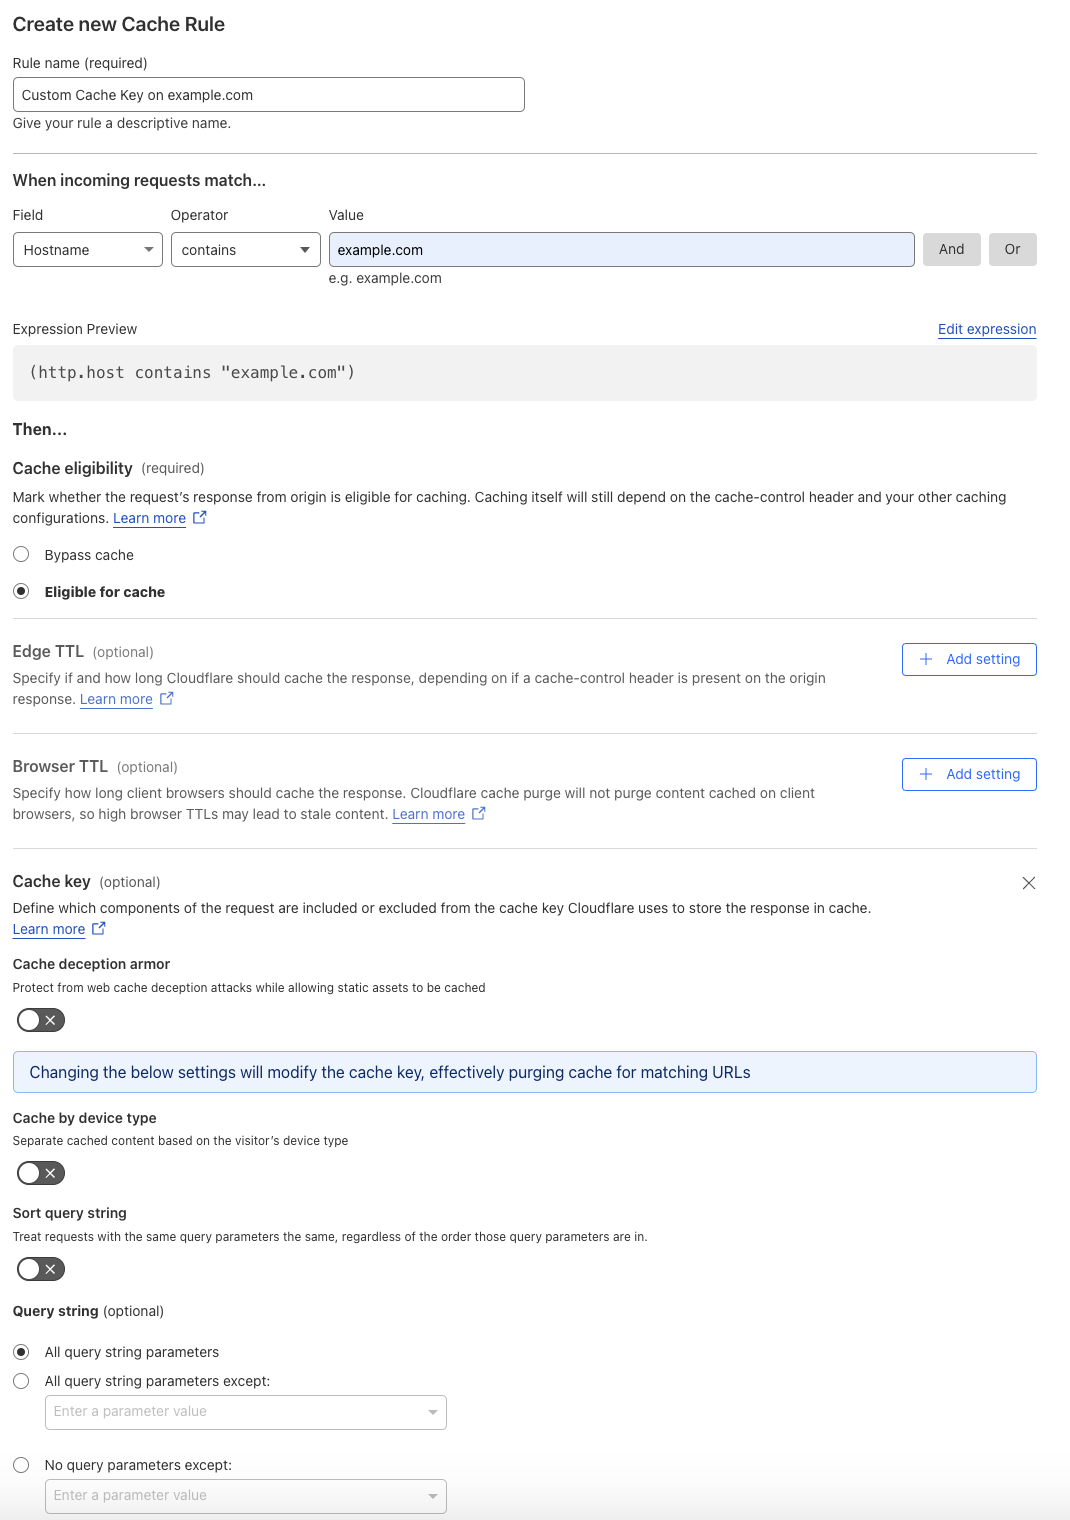 Create new Cache Rule
Rule name (required)
Custom Cache Key on example.com
Give your rule a descriptive name.
When incoming requests match...
Field Operator Value
Hostname contains example.com And Or
e.g. example.com
Expression Preview Edit expression
(http.host contains "example.com")
Then...
Cache eligibility (required)
Mark whether the request's response from origin is eligible for caching. Caching itself will still depend on the cache-control header and your other caching
configurations. Learn more
Bypass cache
Eligible for cache
Edge TTL (optional)
Add setting
Specify if and how long Cloudflare should cache the response, depending on if a cache-control header is present on the origin
response. Learn more
Browser TTL (optional)
Add setting
Specify how long client browsers should cache the response. Cloudflare cache purge will not purge content cached on client
browsers, so high browser TTLs may lead to stale content. Learn more
Cache key (optional)
Define which components of the request are included or excluded from the cache key Cloudflare uses to store the response in cache.
Learn more
Cache deception armor
Protect from web cache deception attacks while allowing static assets to be cached
Changing the below settings will modify the cache key, effectively purging cache for matching URLs
Cache by device type
Separate cached content based on the visitor's device type
Sort query string
Treat requests with the same query parameters the same, regardless of the order those query parameters are in.
Query string (optional)
All query string parameters
All query string parameters except:
Enter a parameter value
No query parameters except:
Enter a parameter value